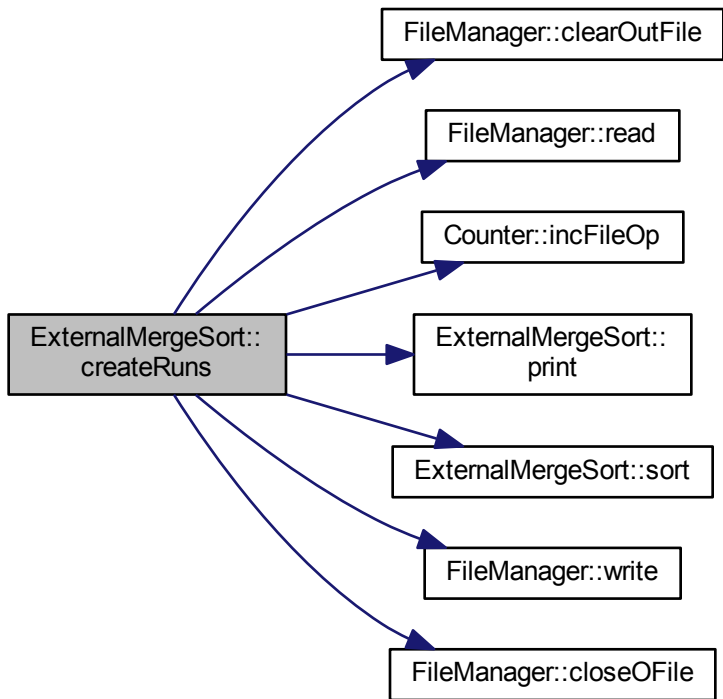 FileManager::clearOutFile
FileManager::read
Counter::incFileOp
ExternalMergeSort::
createRuns
ExternalMergeSort::
print
ExternalMergeSort::sort
FileManager::write
FileManager::closeOFile